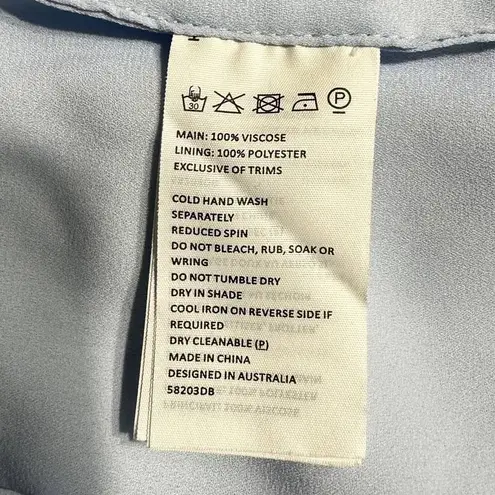 30
P
MAIN: 100% VISCOSE
LINING: 100% POLYESTER
EXCLUSIVE OF TRIMS
COLD HAND WASH
SEPARATELY
REDUCED SPIN
DO NOT BLEACH, RUB, SOAK OR
WRING
DO NOT TUMBLE DRY
DRY IN SHADE
COOL IRON ON REVERSE SIDE IF
REQUIRED
DRY CLEANABLE (P)
MADE IN CHINA
DESIGNED IN AUSTRALIA
58203DB